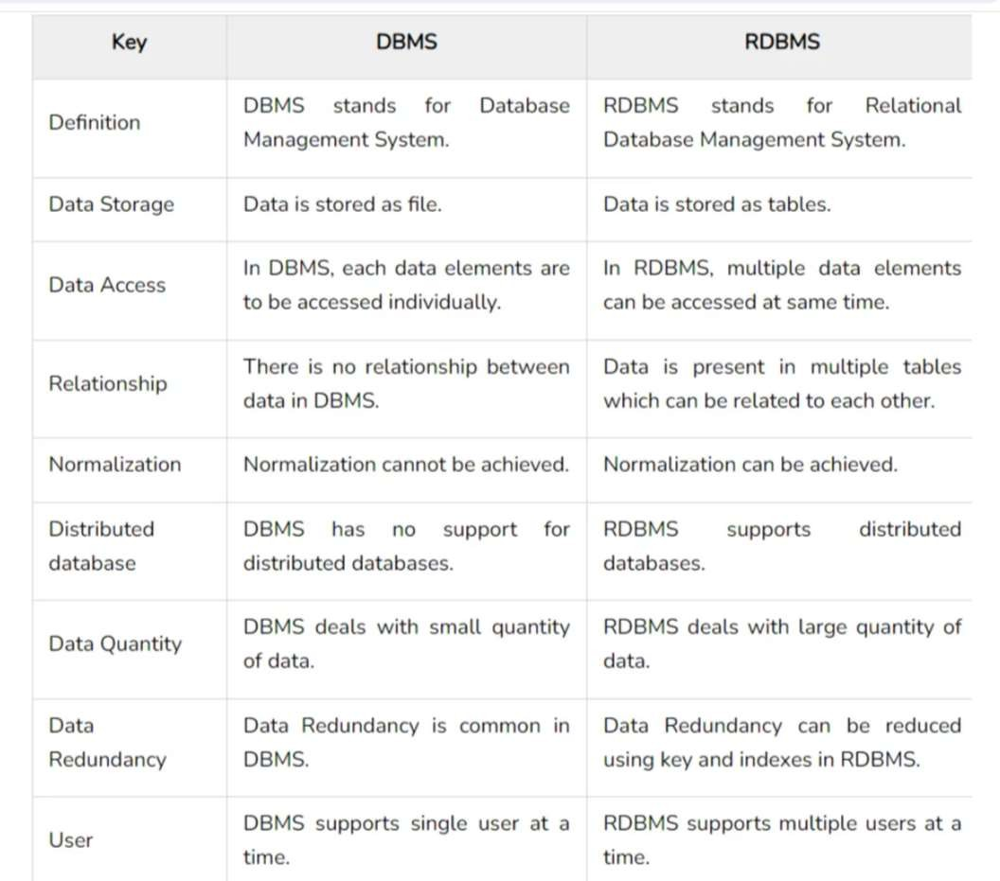 Key DBMS RDBMS
Definition
DBMS stands for Database
Management System.
RDBMS stands for Relational
Database Management System.
Data Storage
Data is stored as file.
Data is stored as tables.
Data Access
In DBMS, each data elements are
to be accessed individually.
In RDBMS, multiple data elements
can be accessed at same time.
Relationship
There is no relationship between
data in DBMS.
Data is present in multiple tables
which can be related to each other.
Normalization
Normalization cannot be achieved.
Normalization can be achieved.
Distributed
database
DBMS has no support for
distributed databases.
RDBMS supports distributed
databases.
Data Quantity
DBMS deals with small quantity
of data.
RDBMS deals with large quantity of
data.
Data
Redundancy
Data Redundancy is common in
DBMS.
Data Redundancy can be reduced
using key and indexes in RDBMS.
User
DBMS supports single user at a
time.
RDBMS supports multiple users at a
time.